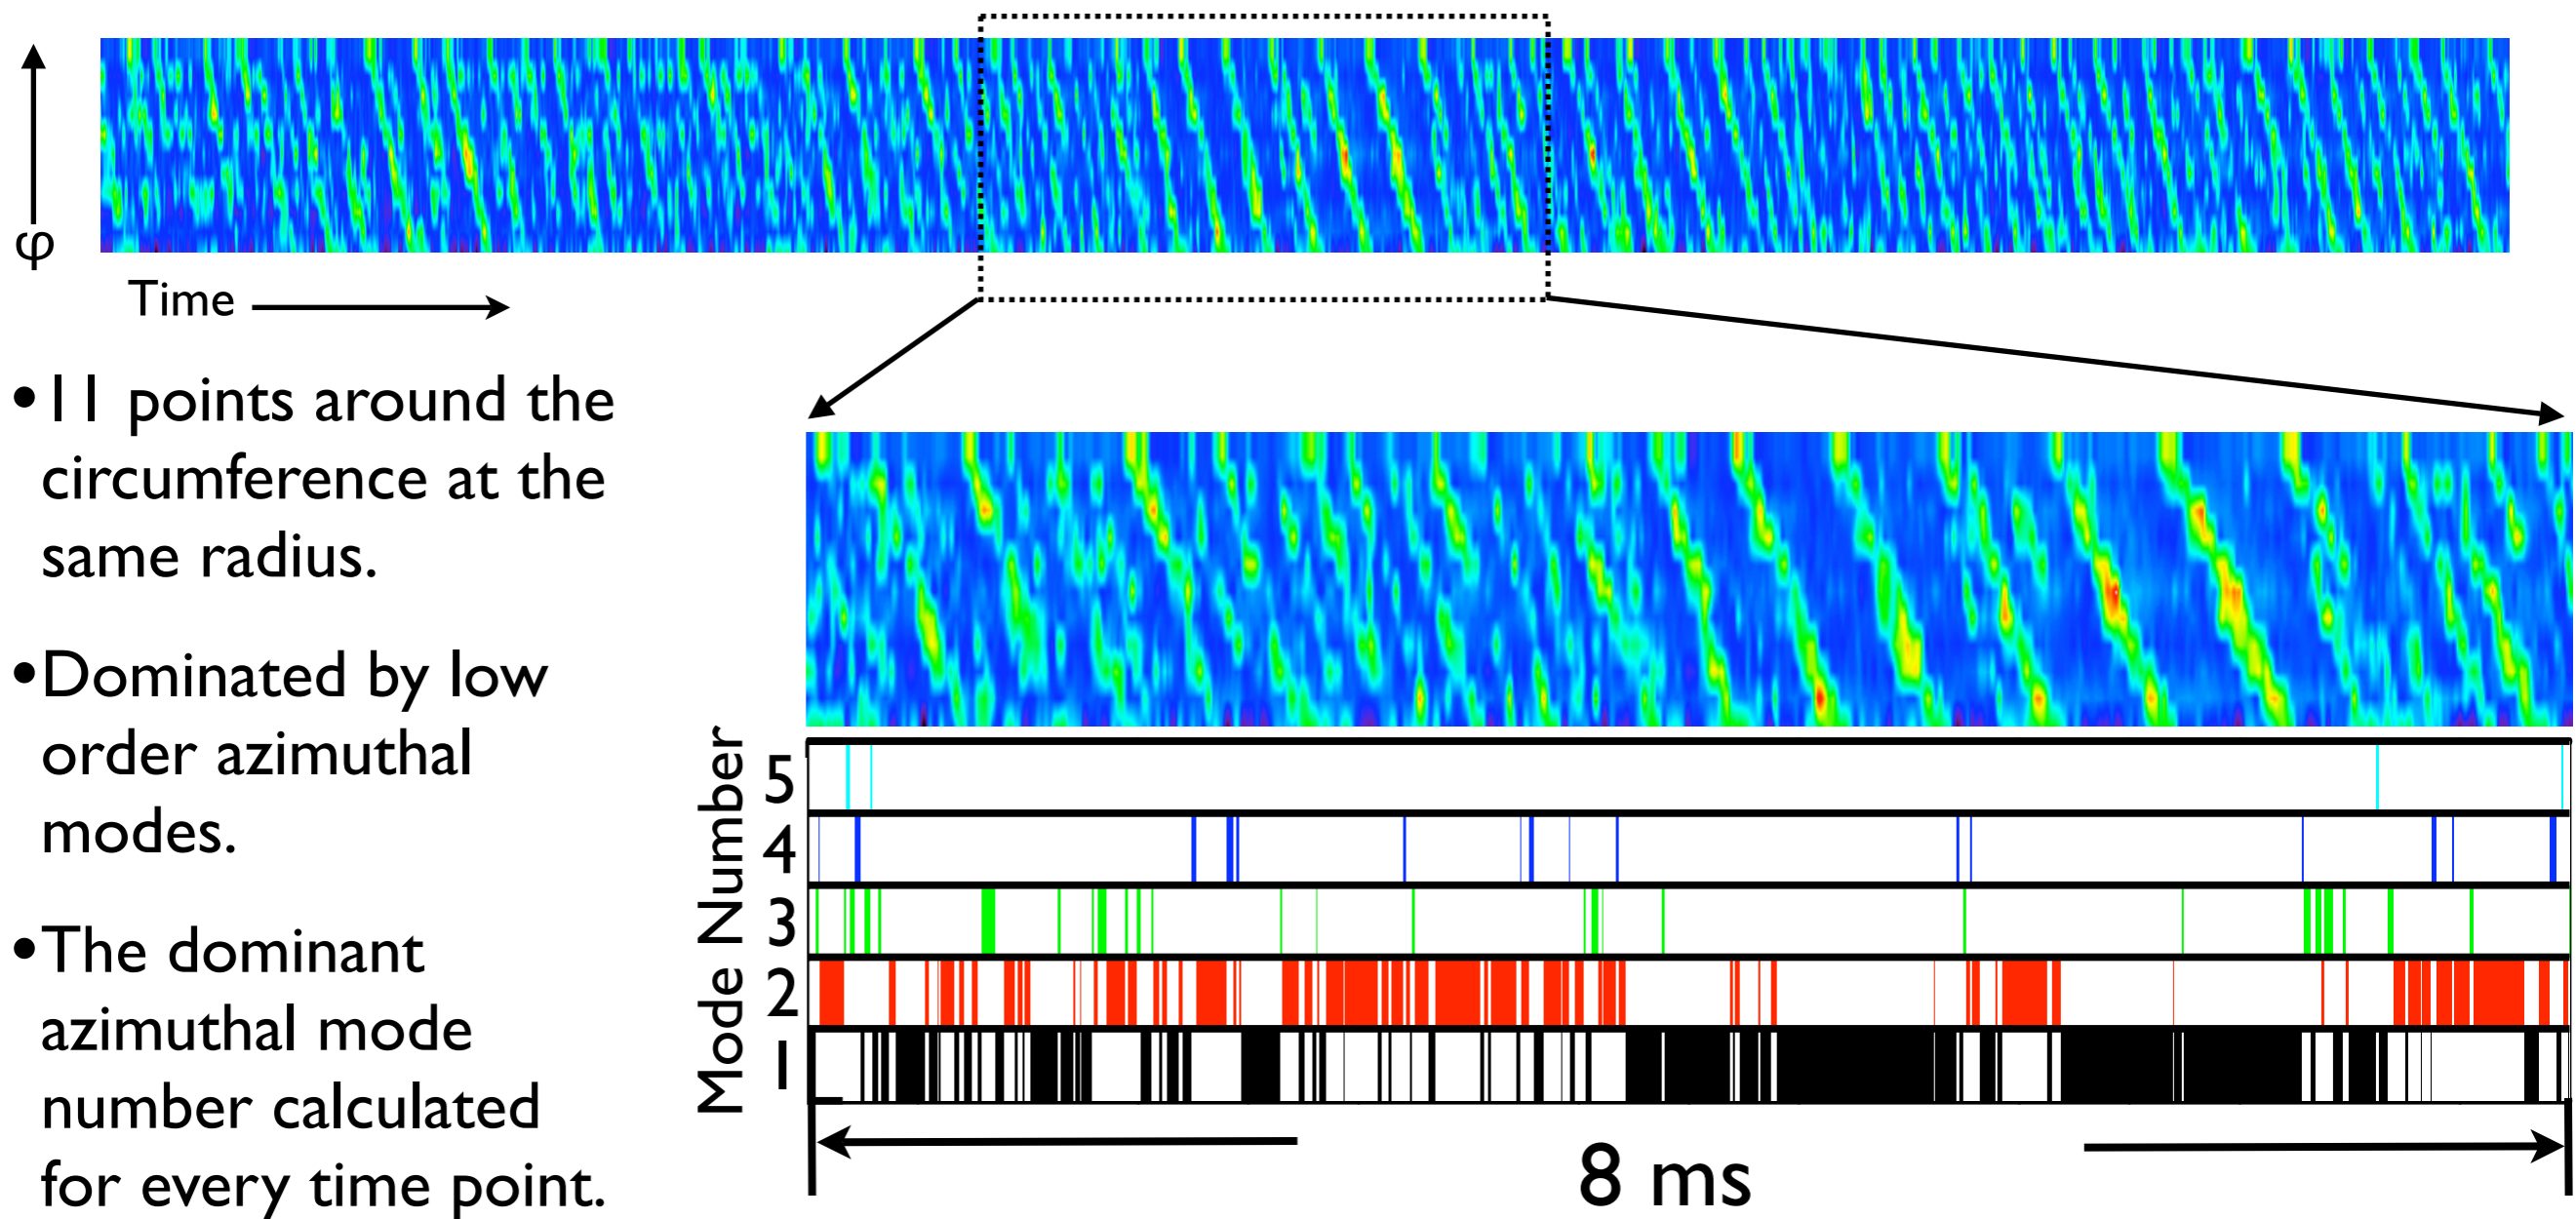 φ
Time
•11 points around the
circumference at the
same radius.
•Dominated by low
order azimuthal
modes.
•The dominant
azimuthal mode
number calculated
for every time point.
Mode Number
5
4
3
2
1
8 ms